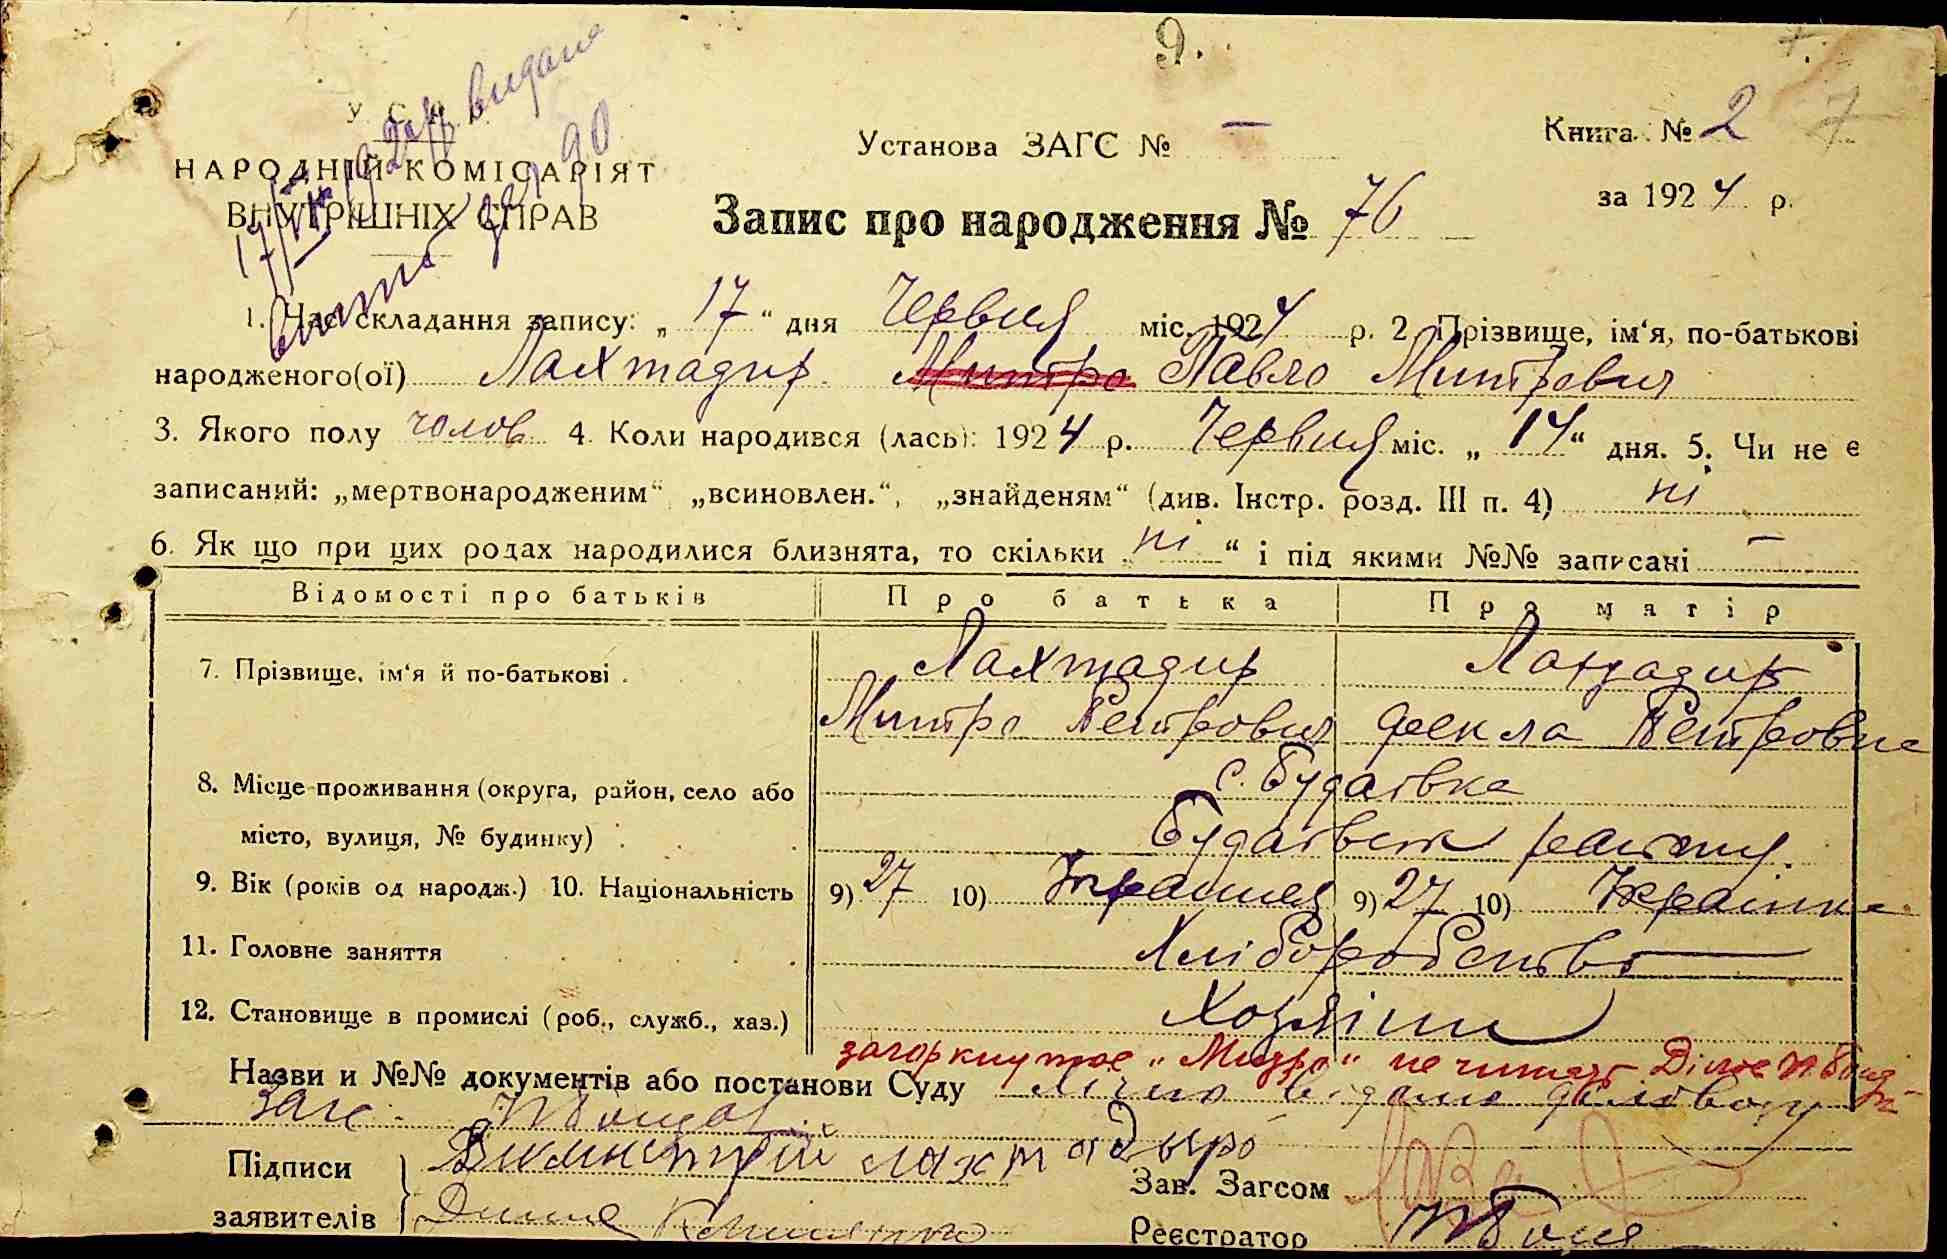 9.
У С Р Р
видана
НАРОДНІЙ КОМІСАРІЯТ
ВНУТРІШНІХ СПРАВ
Установа ЗАГС № —
Книга № 2 7
за 1924 р.
Запис про народження № 76
1. Час складання запису: „17“ дня Червня міс. 1924 р. 2 Прізвище, ім‘я, по-батькові
народженого(ої) Лахтадир Митро Павло Митрович
3. Якого полу чолов 4. Коли народився (лась): 1924 р. Червня міс. „14“ дня. 5. Чи не є
записаний: „мертвонародженим“ „всиновлен.“, „знайденям“ (див. Інстр. розд. III п. 4) ні
6. Як що при цих родах народилися близнята, то скільки „ні“ і під якими №№ записані —
Відомості про батьків Про батька Про матір
7. Прізвище, ім‘я й по-батькові . Лахтадир Лахтадир
Митро Петрович Фекла Петровна
8. Місце проживання (округа, район, село або с. Будаївка
місто, вулиця, № будинку) Будаївск району.
9. Вік (років од народж.) 10. Національність 9) 27 10) Українец 9) 27 10) Українка
11. Головне заняття Хліборобство
12. Становище в промислі (роб., служб., хаз.) Хозяїни
"Митро" не читать
Назви и №№ документів або постанови Суду
Загс.
Підписи Лахтадыро
заявителів
Зав. Загсом
Реєстратор